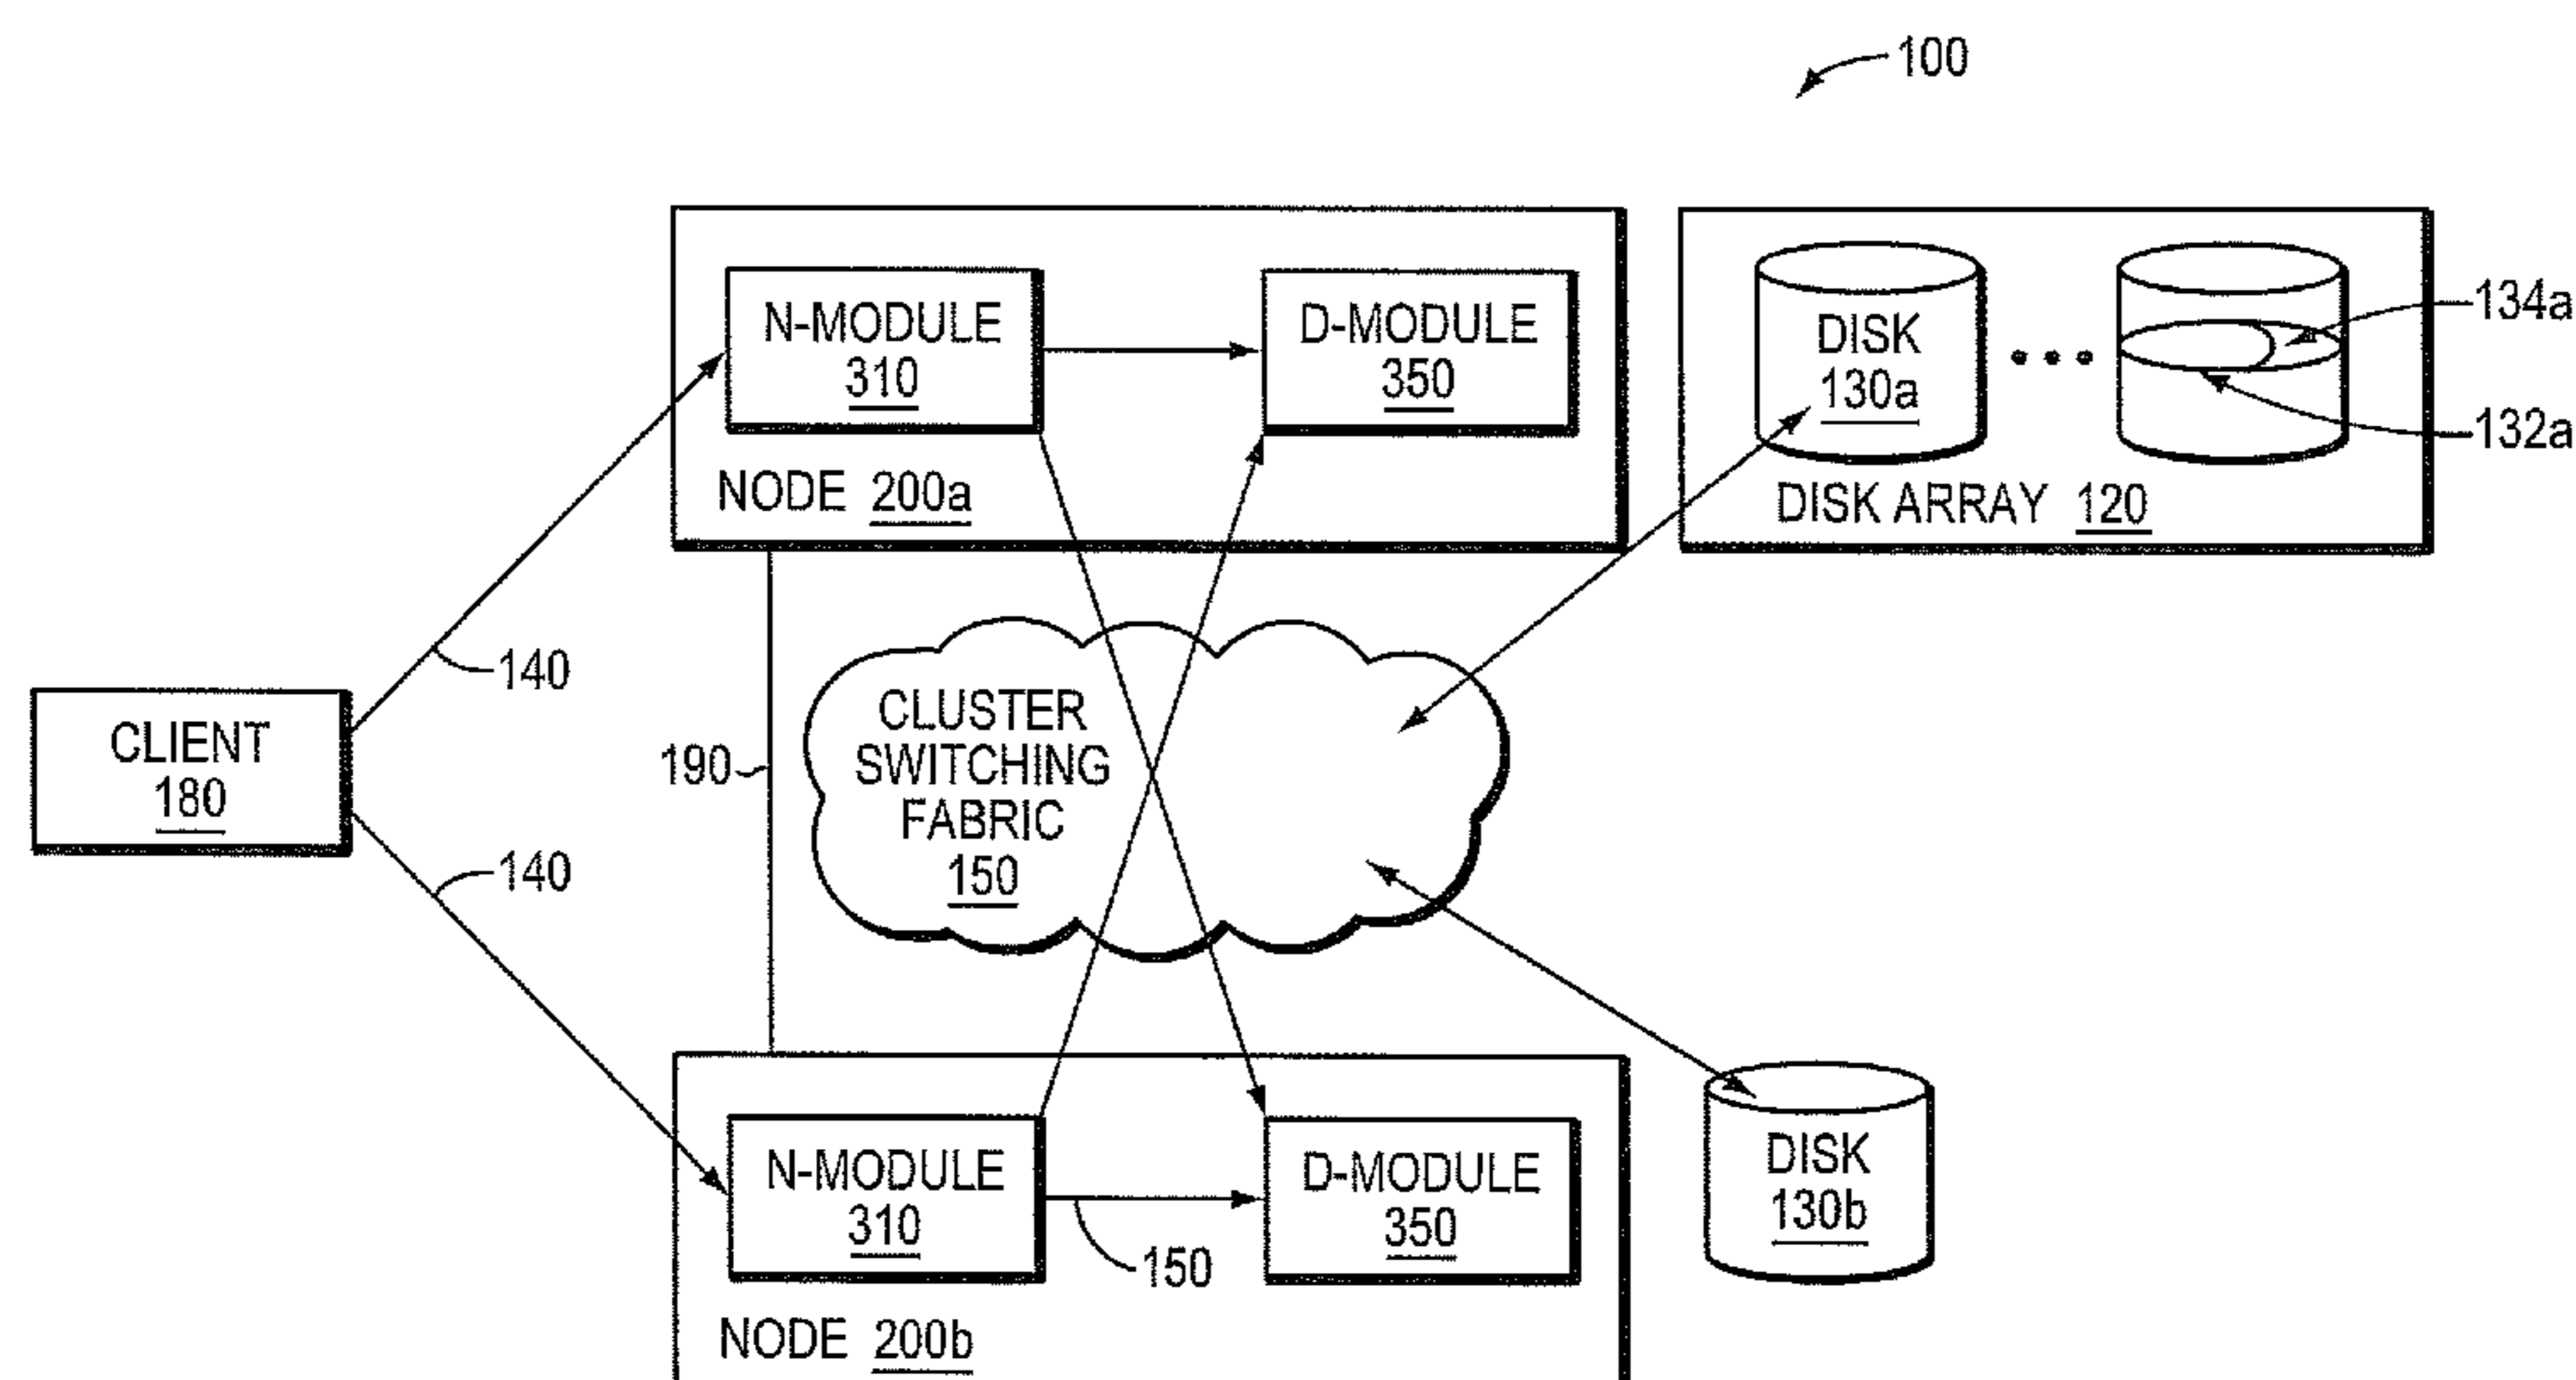 100
N-MODULE
310
D-MODULE
350
NODE 200a
DISK
130a
134a
132a
DISK ARRAY 120
140
CLIENT
180
140
190
CLUSTER
SWITCHING
FABRIC
150
N-MODULE
310
150
D-MODULE
350
NODE 200b
DISK
130b